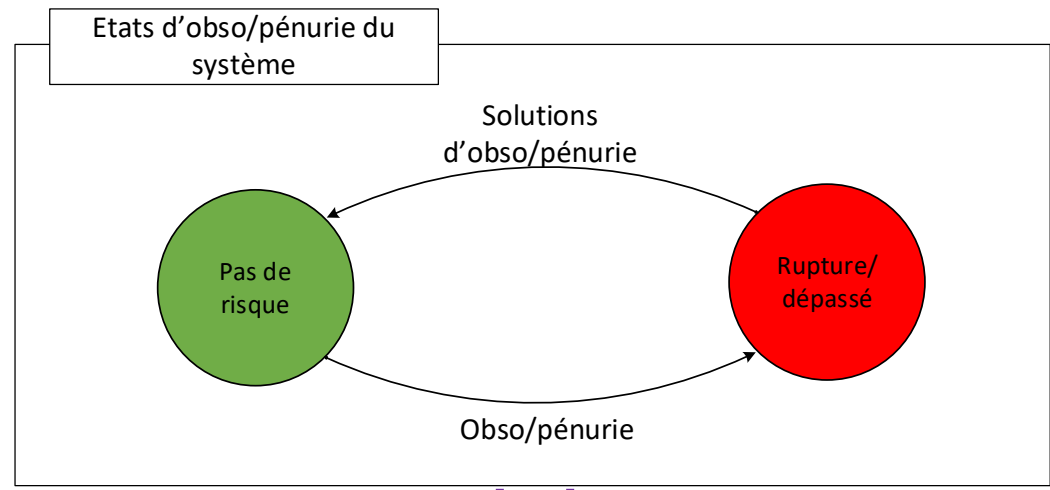 Etats d’obso/pénurie du
système
Solutions
d’obso/pénurie
Pas de
risque
Rupture/
dépassé
Obso/pénurie